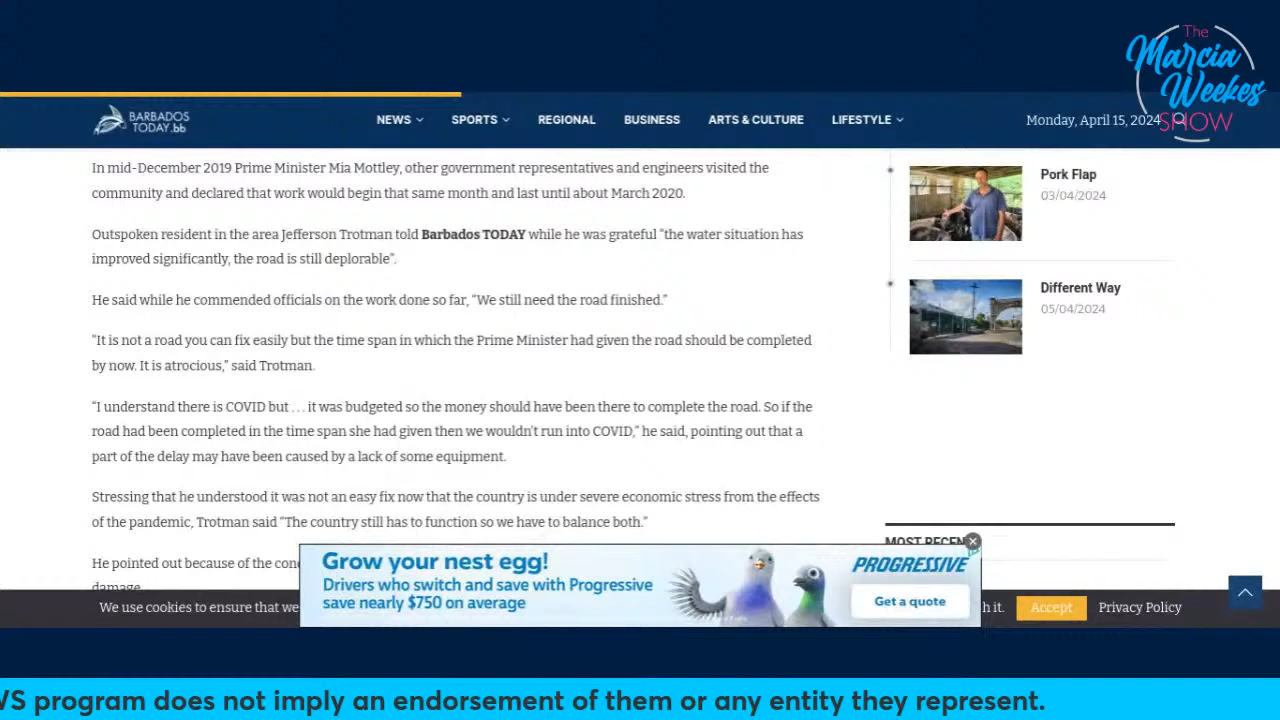 The
Marcia
Weekes
SHOW
BARBADOS
TODAY.bb
NEWS
SPORTS
REGIONAL
BUSINESS
ARTS & CULTURE
LIFESTYLE
Monday, April 15, 2024
In mid-December 2019 Prime Minister Mia Mottley, other government representatives and engineers visited the
community and declared that work would begin that same month and last until about March 2020.
Outspoken resident in the area Jefferson Trotman told Barbados TODAY while he was grateful “the water situation has
improved significantly, the road is still deplorable”.
He said while he commended officials on the work done so far, “We still need the road finished.”
“It is not a road you can fix easily but the time span in which the Prime Minister had given the road should be completed
by now. It is atrocious,” said Trotman.
“I understand there is COVID but . . . it was budgeted so the money should have been there to complete the road. So if the
road had been completed in the time span she had given then we wouldn’t run into COVID,” he said, pointing out that a
part of the delay may have been caused by a lack of some equipment.
Stressing that he understood it was not an easy fix now that the country is under severe economic stress from the effects
of the pandemic, Trotman said “The country still has to function so we have to balance both.”
He pointed out because of the con
damage
Pork Flap
03/04/2024
Different Way
05/04/2024
MOST RECEN
Grow your nest egg!
Drivers who switch and save with Progressive
save nearly $750 on average
PROGRESSIVE
Get a quote
We use cookies to ensure that we
h it.
Accept
Privacy Policy
VS program does not imply an endorsement of them or any entity they represent.